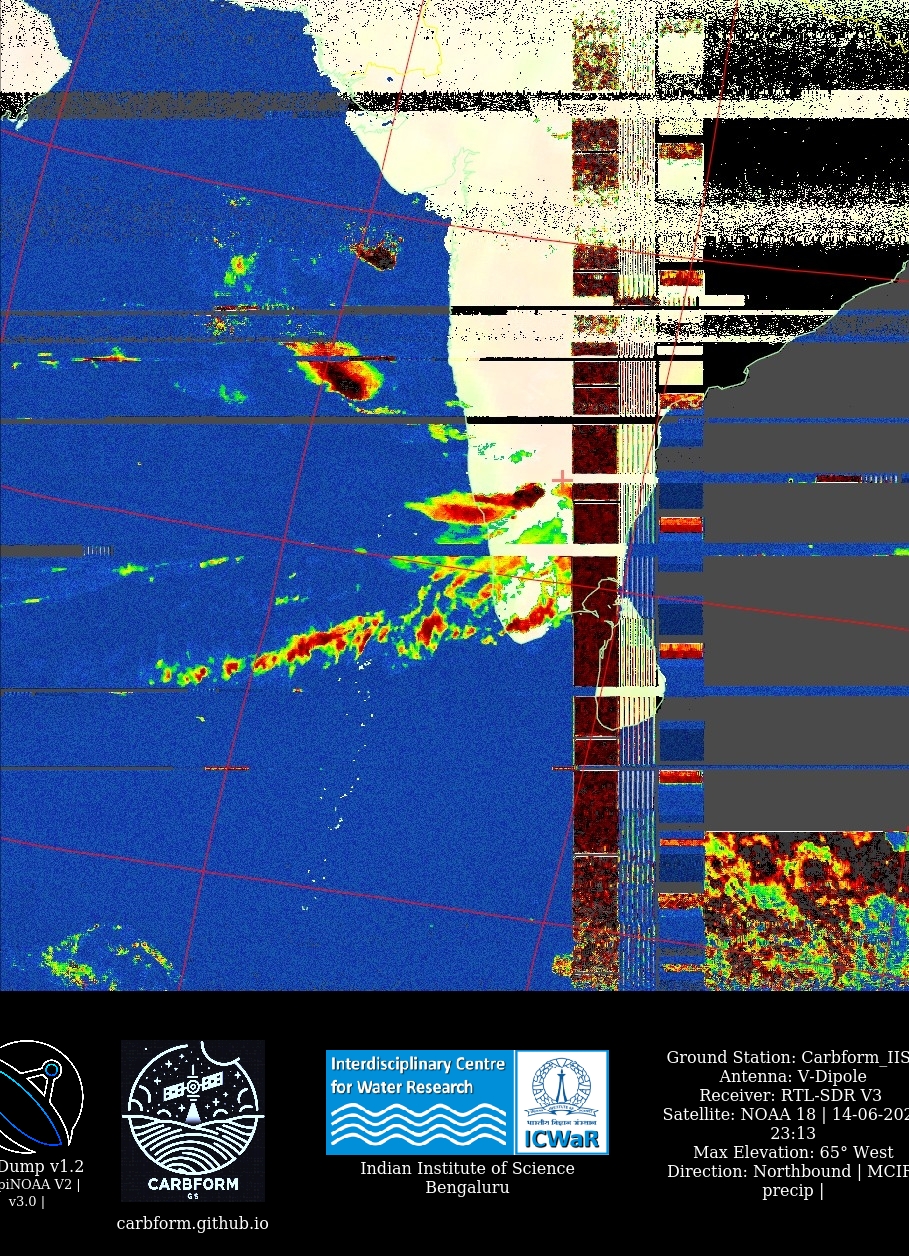 Dump v1.2
piNOAA V2 |
v3.0 |
CARBFORM
GS
carbform.github.io
Interdisciplinary Centre
for Water Research
भारतीय विज्ञान संस्थान
ICWaR
Indian Institute of Science
Bengaluru
Ground Station: Carbform_IIS
Antenna: V-Dipole
Receiver: RTL-SDR V3
Satellite: NOAA 18 | 14-06-202
23:13
Max Elevation: 65° West
Direction: Northbound | MCIR
precip |